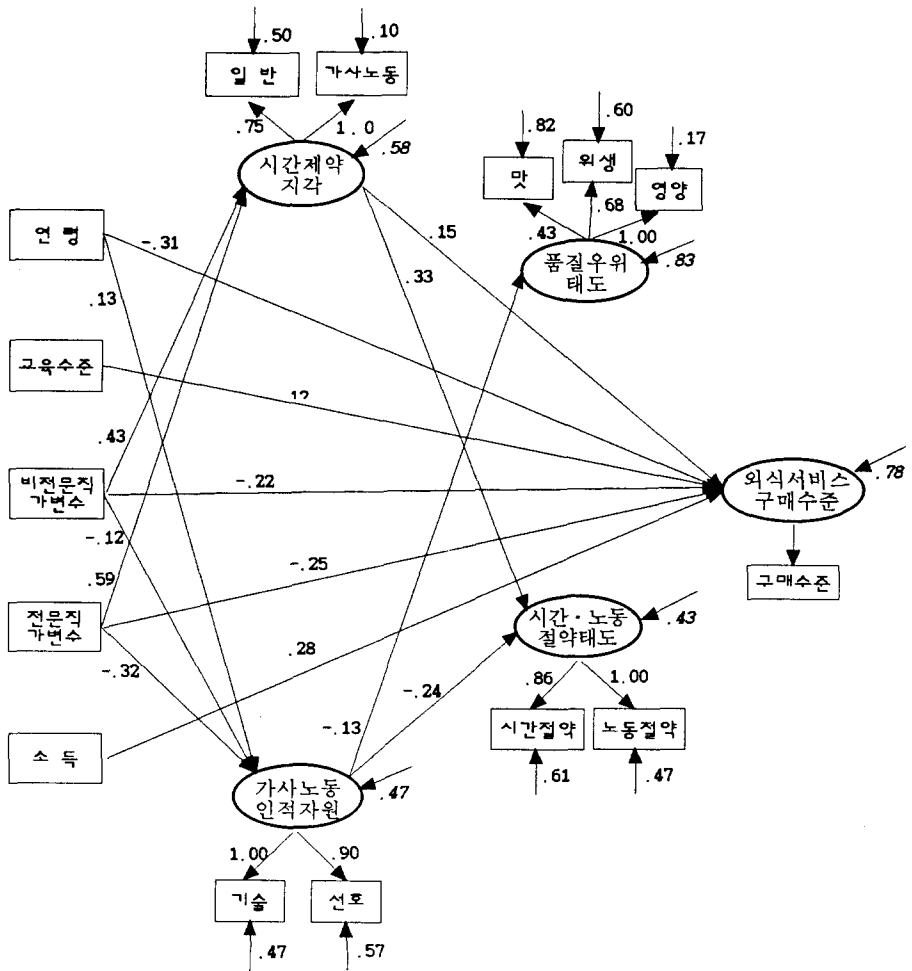 .50
.10
일 반
가사노동
.75
1.0
.58
시간제약
지각
.82
.60
.17
맛
위생
영양
.43
.68
1.00
품질우위
태도
.83
연 령
-.31
.13
.15
.33
교육수준
.12
.43
비전문직
가변수
-.22
-.12
외식서비스
구매수준
.78
구매수준
.59
-.25
전문직
가변수
-.32
.28
시간·노동
절약태도
.43
-.24
.86
1.00
시간절약
노동절약
.61
.47
-.13
소 득
가사노동
인적자원
.47
1.00
.90
기술
선호
.47
.57